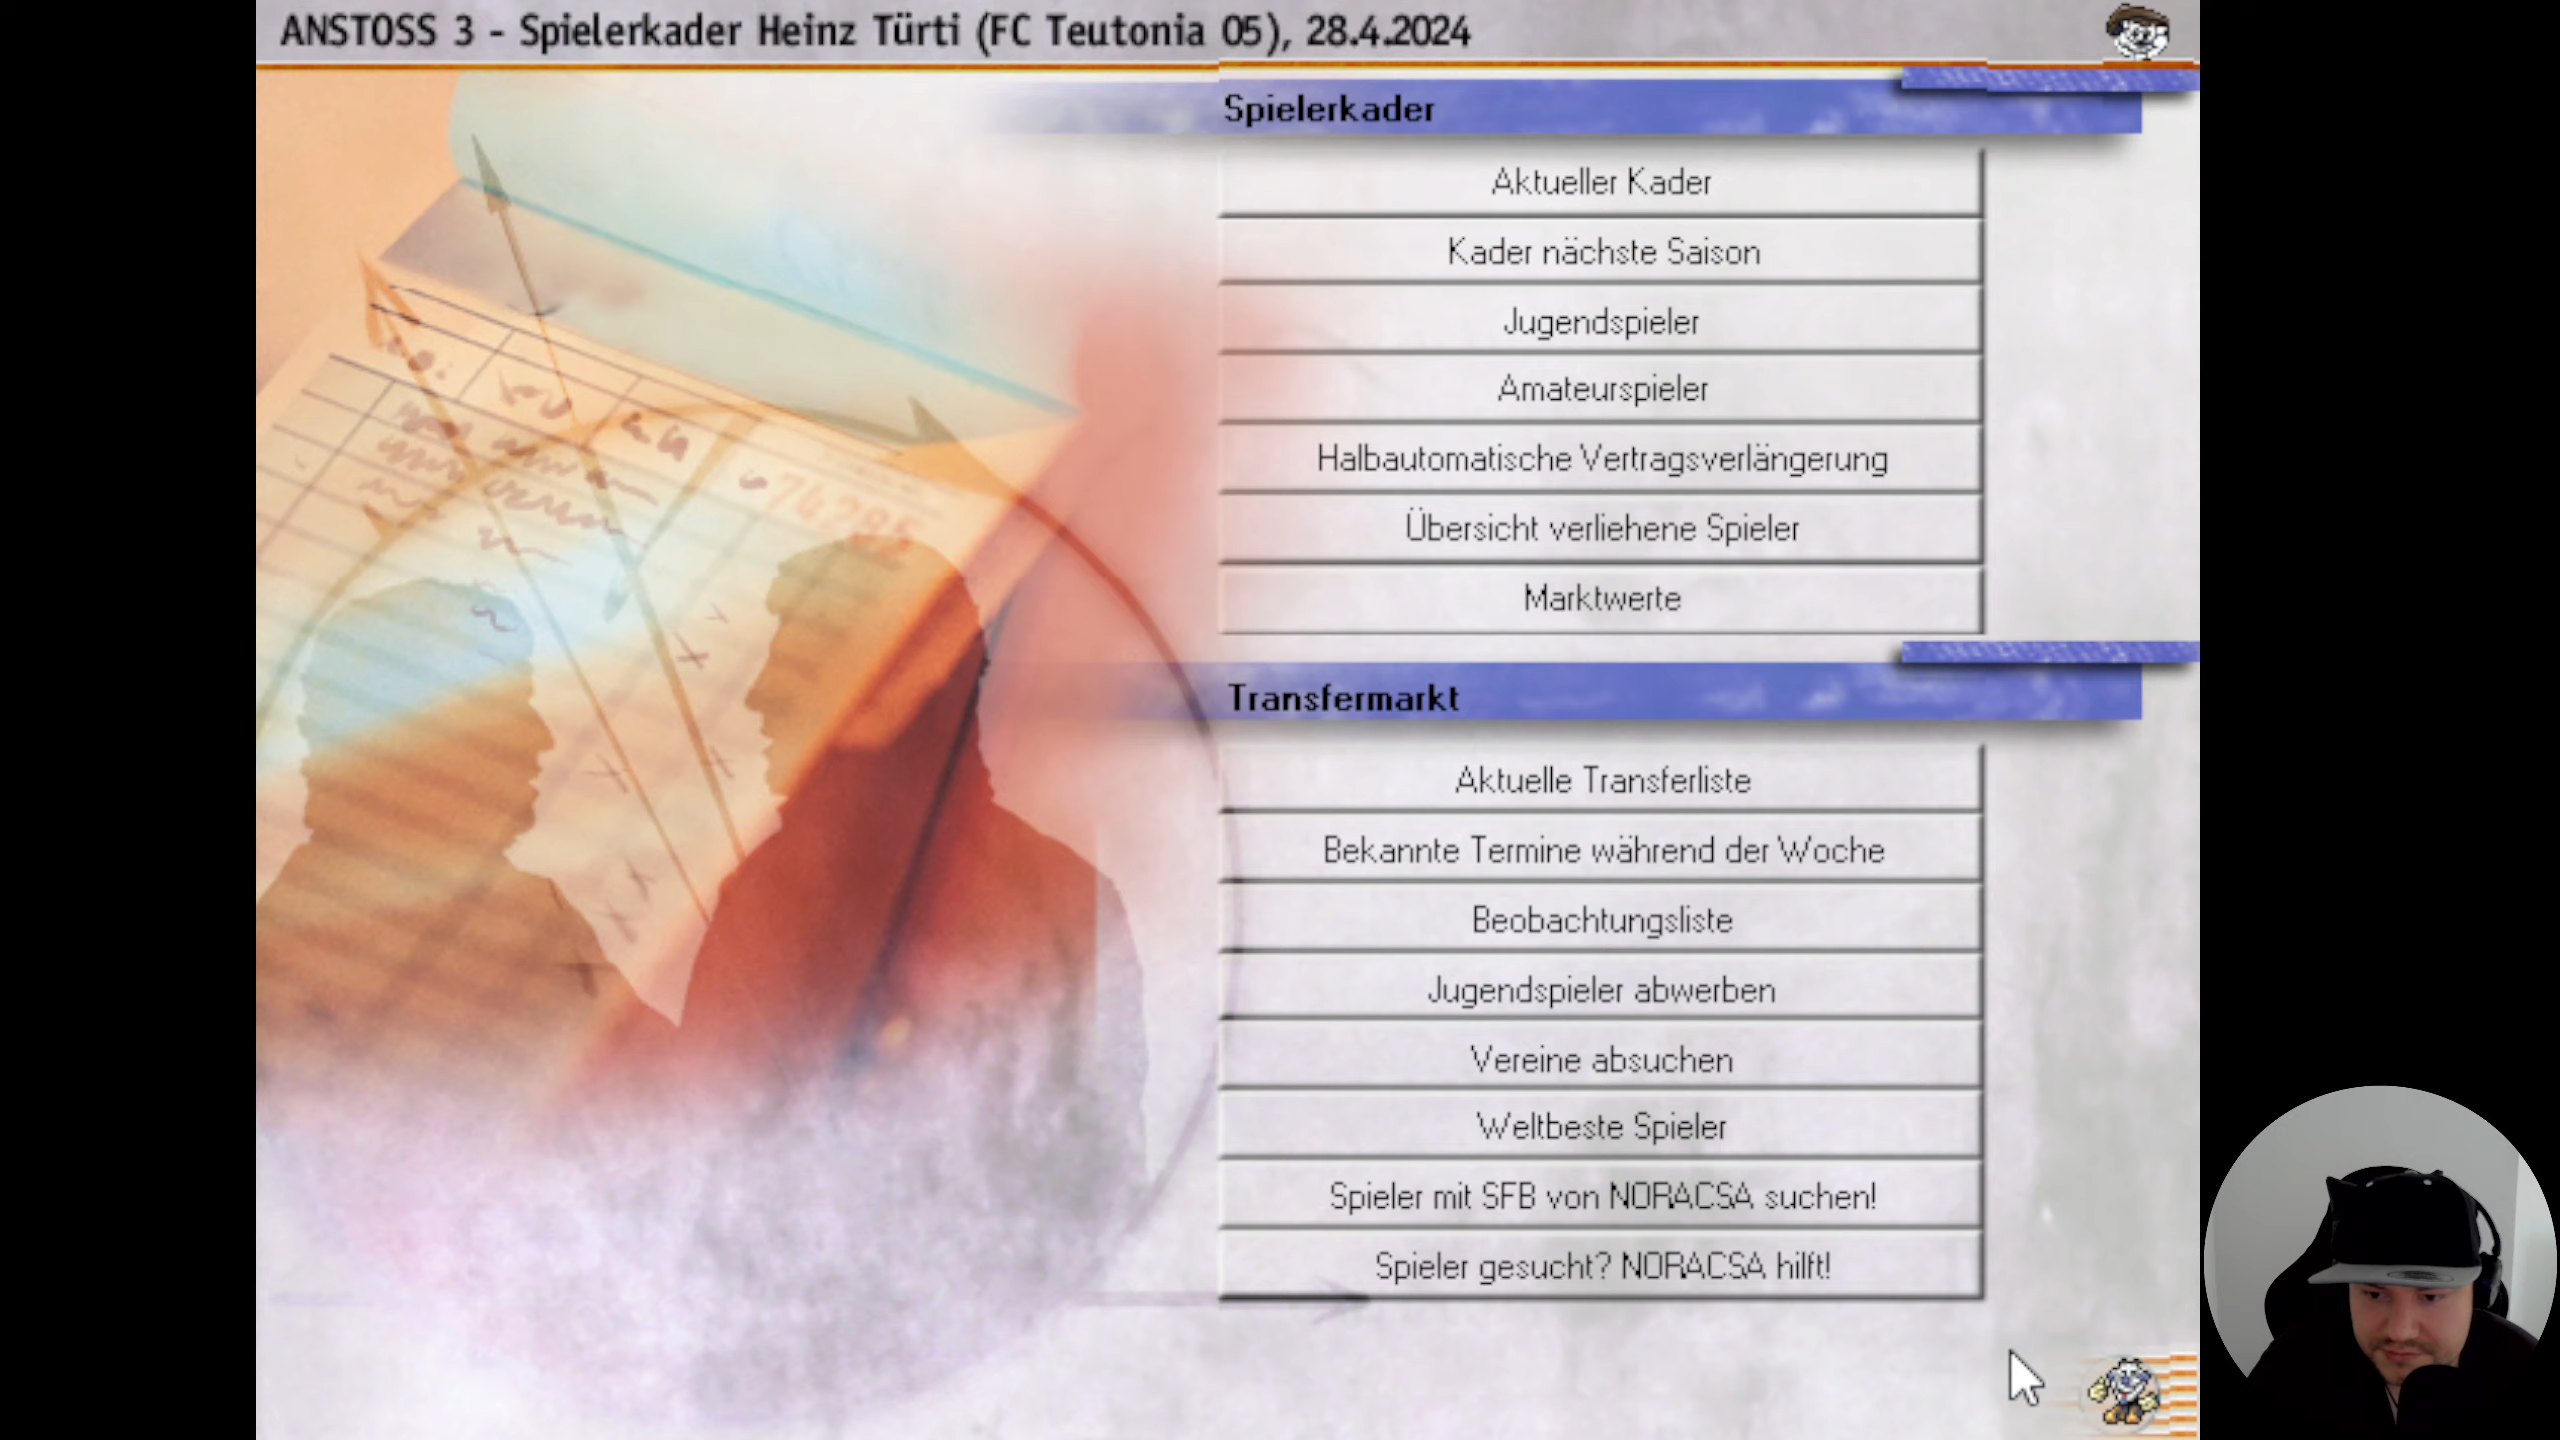 ANSTOSS 3 - Spielerkader Heinz Türti (FC Teutonia 05), 28.4.2024
Spielerkader
Aktueller Kader
Kader nächste Saison
Jugendspieler
Amateurspieler
Halbautomatische Vertragsverlängerung
Übersicht verliehene Spieler
Marktwerte
74285
Transfermarkt
Aktuelle Transferliste
Bekannte Termine während der Woche
Beobachtungsliste
Jugendspieler abwerben
Vereine absuchen
Weltbeste Spieler
Spieler mit SFB von NORACSA suchen!
Spieler gesucht? NORACSA hilft!